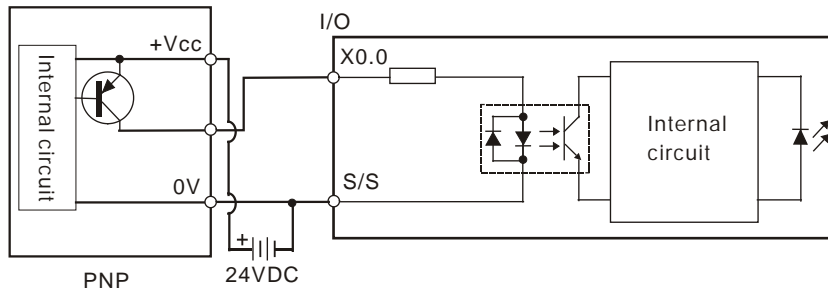 I/O
+Vcc
X0.0
Internal circuit
Internal
circuit
0V
S/S
+
24VDC
PNP